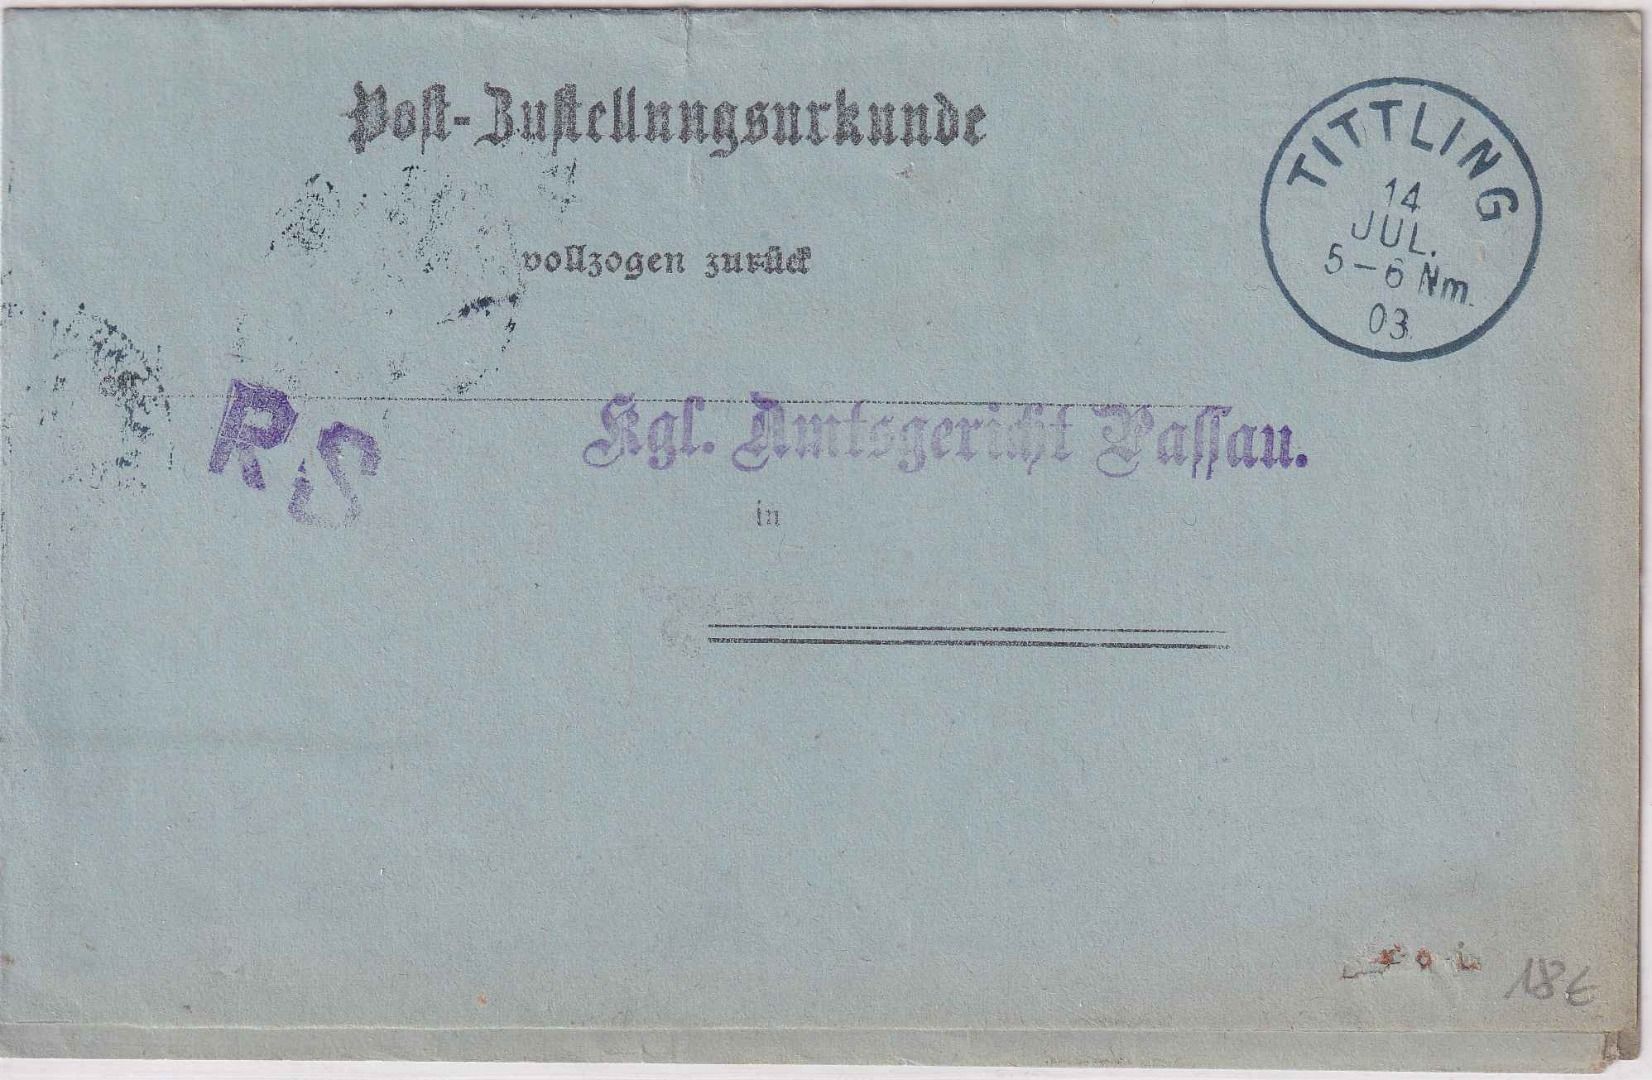 Post-Zustellungsurkunde
TITTLING
14
JUL.
5-6 Nm.
03
vollzogen zurück
RS
Kgl. Amtsgericht Passau.
in
18€